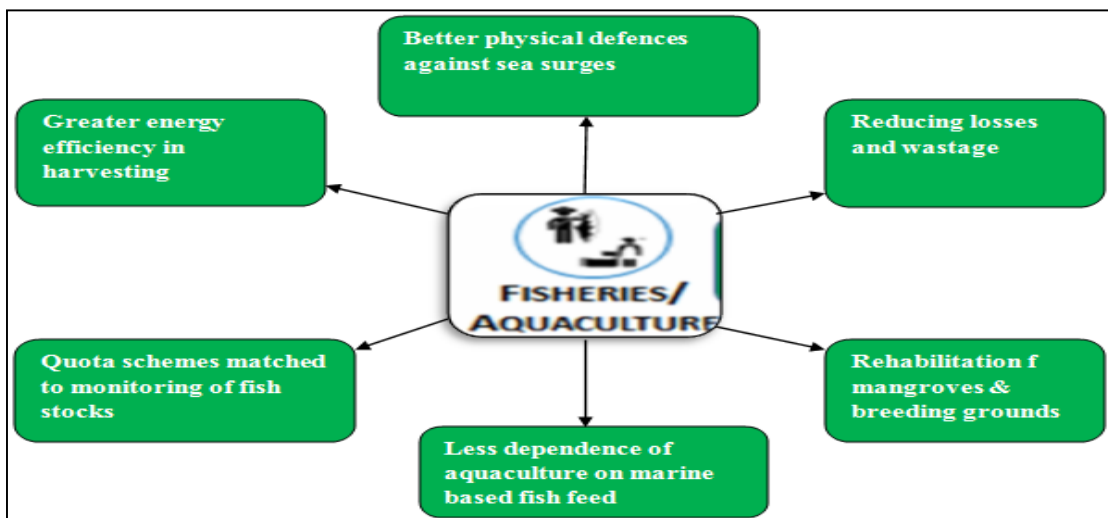 Better physical defences
against sea surges
Greater energy
efficiency in
harvesting
Reducing losses
and wastage
FISHERIES/
AQUACULTURE
Quota schemes matched
to monitoring of fish
stocks
Rehabilitation f
mangroves &
breeding grounds
Less dependence of
aquaculture on marine
based fish feed